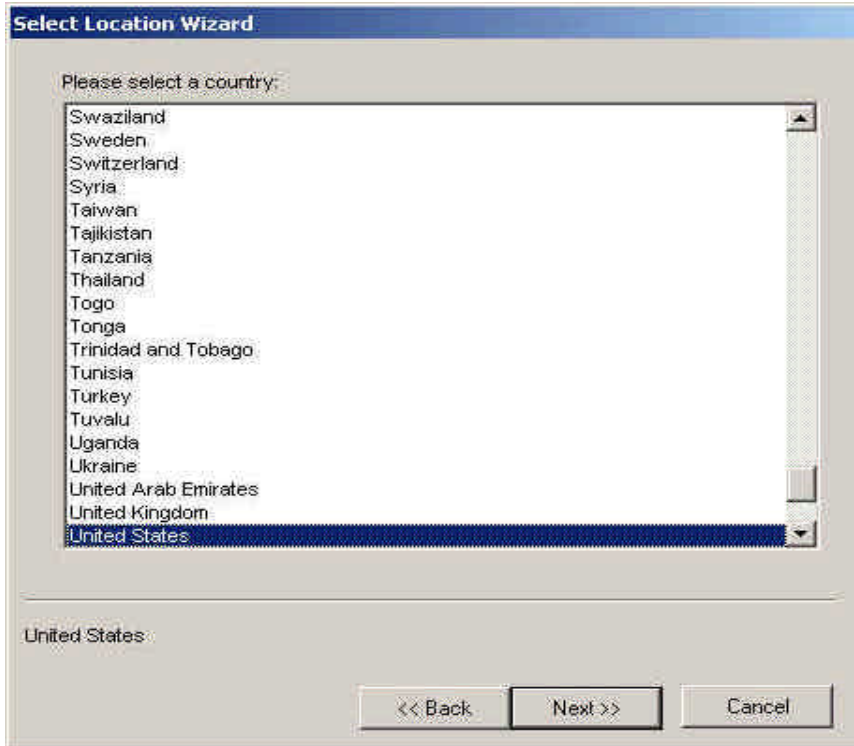 Select Location Wizard
Please select a country:
Swaziland
Sweden
Switzerland
Syria
Taiwan
Tajikistan
Tanzania
Thailand
Togo
Tonga
Trinidad and Tobago
Tunisia
Turkey
Tuvalu
Uganda
Ukraine
United Arab Emirates
United Kingdom
United States
United States
<< Back
Next >>
Cancel